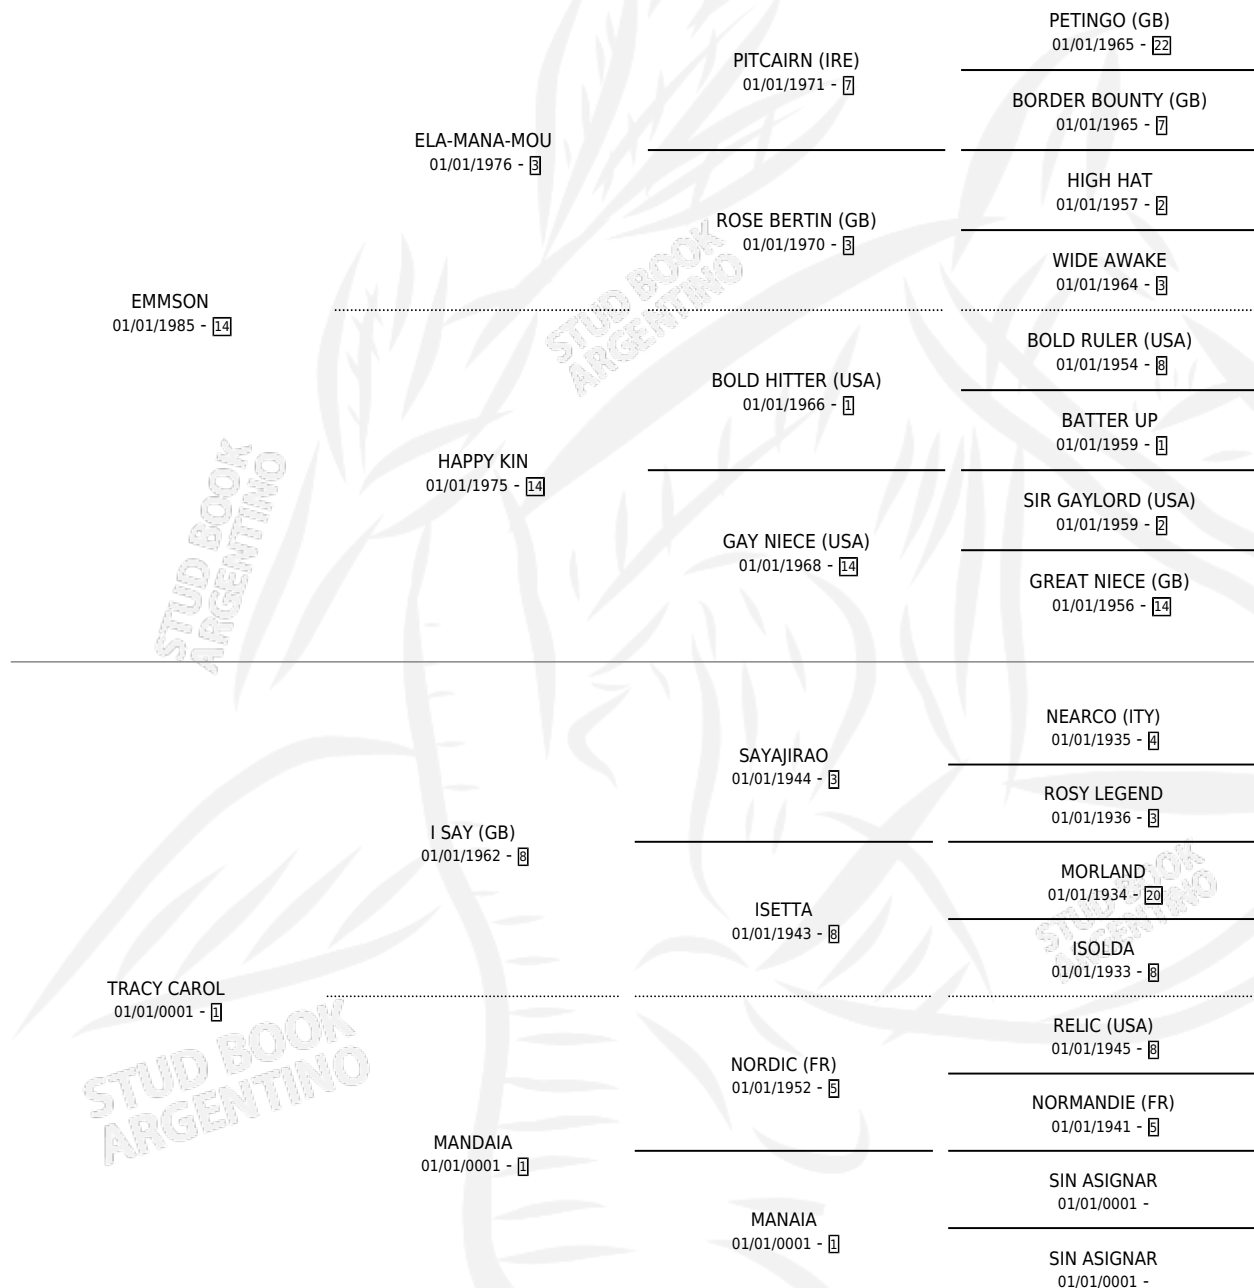 PETINGO (GB)
01/01/1965 - 22
PITCAIRN (IRE)
01/01/1971 - 7
BORDER BOUNTY (GB)
01/01/1965 - 7
ELA-MANA-MOU
01/01/1976 - 3
HIGH HAT
01/01/1957 - 2
ROSE BERTIN (GB)
01/01/1970 - 3
WIDE AWAKE
01/01/1964 - 3
EMMSON
01/01/1985 - 14
BOLD RULER (USA)
01/01/1954 - 8
BOLD HITTER (USA)
01/01/1966 - 1
BATTER UP
01/01/1959 - 1
HAPPY KIN
01/01/1975 - 14
SIR GAYLORD (USA)
01/01/1959 - 2
GAY NIECE (USA)
01/01/1968 - 14
GREAT NIECE (GB)
01/01/1956 - 14
NEARCO (ITY)
01/01/1935 - 4
SAYAJIRAO
01/01/1944 - 3
ROSY LEGEND
01/01/1936 - 3
I SAY (GB)
01/01/1962 - 8
MORLAND
01/01/1934 - 20
ISETTA
01/01/1943 - 8
ISOLDA
01/01/1933 - 8
TRACY CAROL
01/01/0001 - 1
RELIC (USA)
01/01/1945 - 8
NORDIC (FR)
01/01/1952 - 5
NORMANDIE (FR)
01/01/1941 - 5
MANDAIA
01/01/0001 - 1
SIN ASIGNAR
01/01/0001 -
MANAIA
01/01/0001 - 1
SIN ASIGNAR
01/01/0001 -
STUD BOOK
ARGENTINO
STUD BOOK
ARGENTINO
STUD BOOK
ARGENTINO
STUD BOOK
ARGENTINO